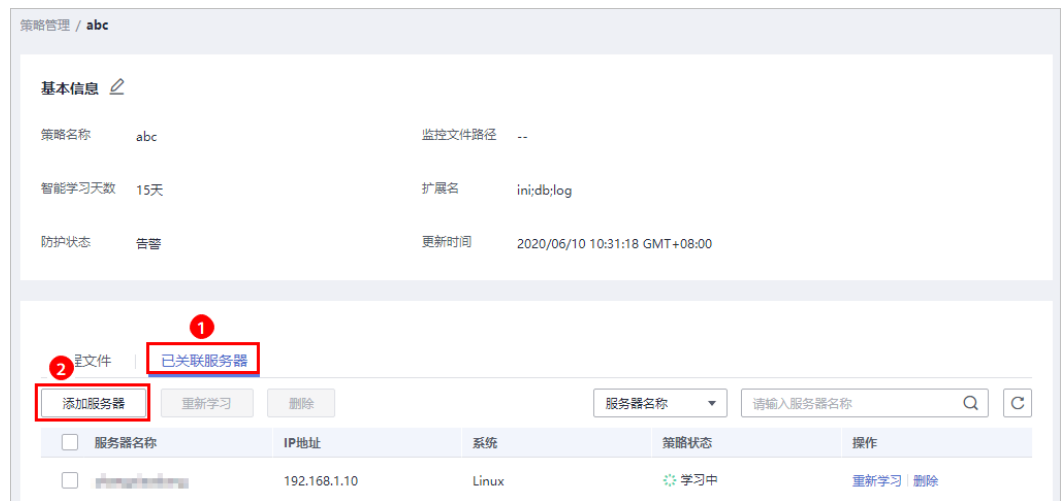 策略管理 / abc
基本信息
策略名称 abc 监控文件路径 --
智能学习天数 15天 扩展名 ini;db;log
防护状态 告警 更新时间 2020/06/10 10:31:18 GMT+08:00
1
2 程文件 已关联服务器
添加服务器 重新学习 删除 服务器名称 请输入服务器名称
服务器名称 IP地址 系统 策略状态 操作
192.168.1.10 Linux 学习中 重新学习 删除